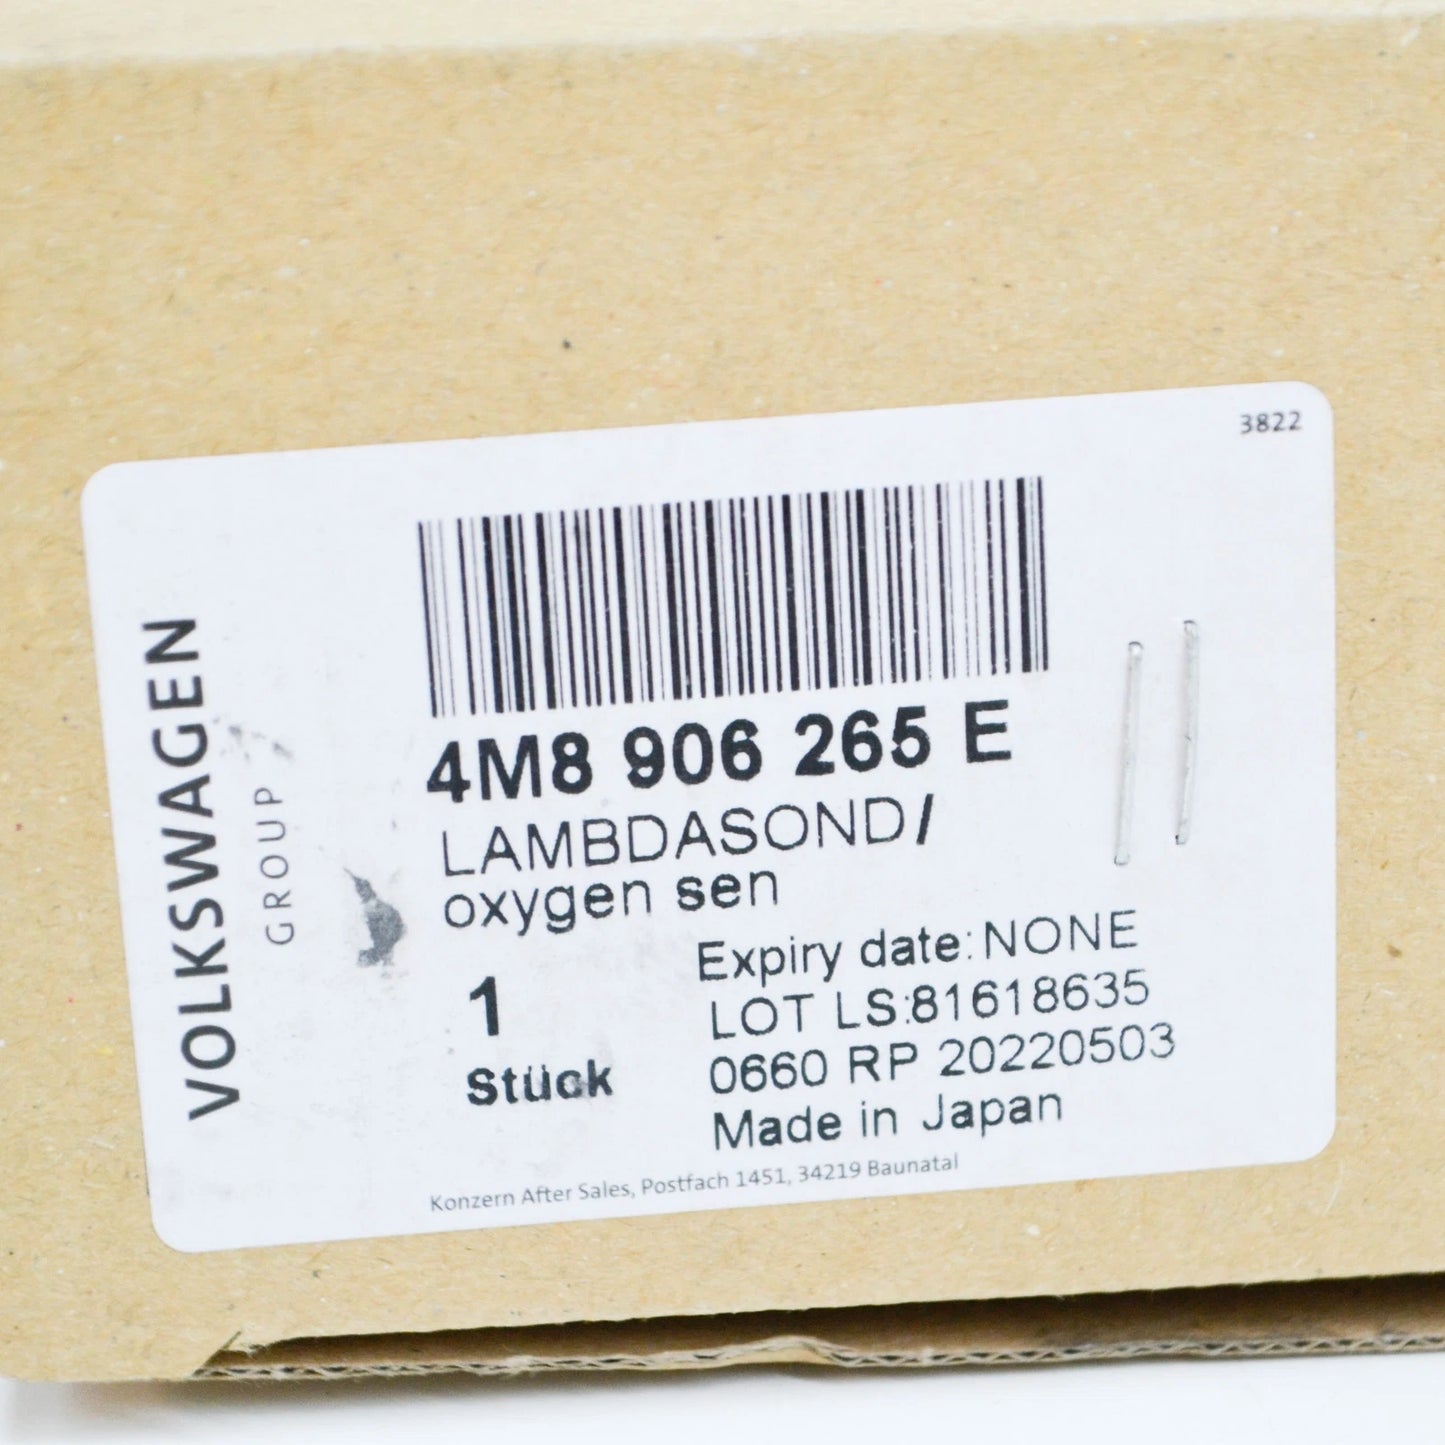 3822
VOLKSWAGEN
GROUP
4M8 906 265 E
LAMBDASOND/
oxygen sen
1
Stück
Expiry date:NONE
LOT LS:81618635
0660 RP 20220503
Made in Japan
Konzern After Sales, Postfach 1451, 34219 Baunatal